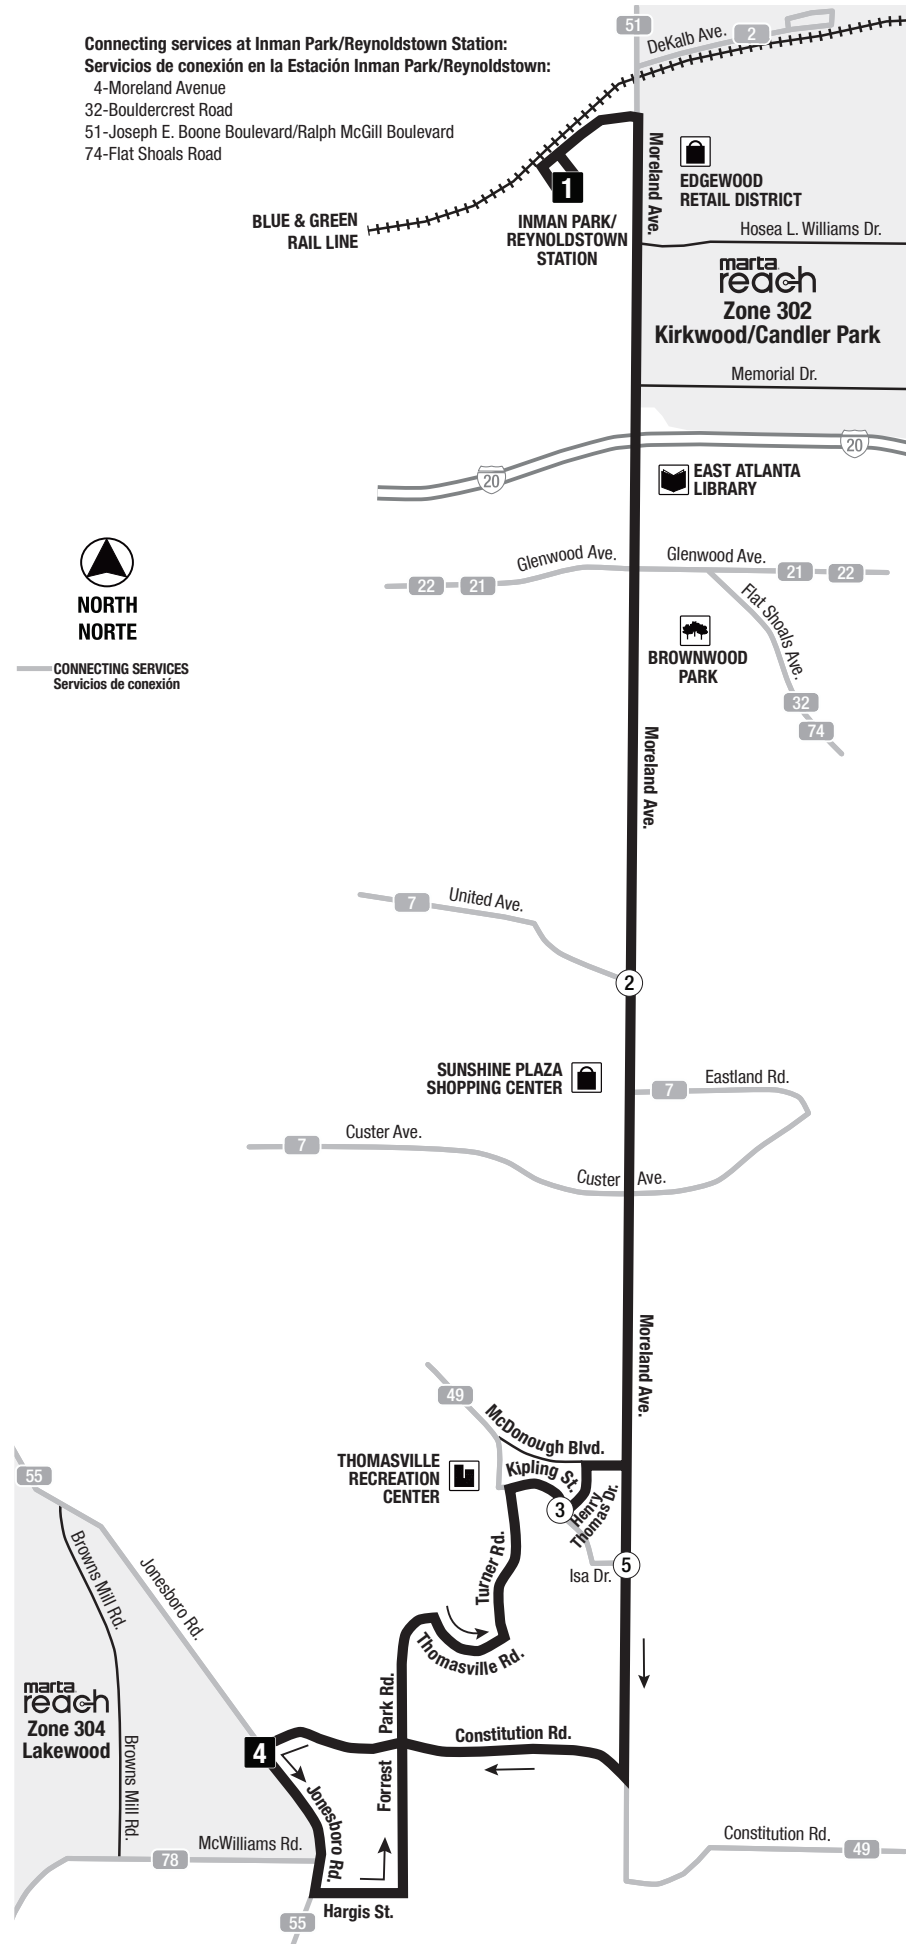 Connecting services at Inman Park/Reynoldstown Station:
Servicios de conexión en la Estación Inman Park/Reynoldstown:
4-Moreland Avenue
32-Bouldercrest Road
51-Joseph E. Boone Boulevard/Ralph McGill Boulevard
74-Flat Shoals Road
51
DeKalb Ave.
2
Moreland Ave.
EDGEWOOD
RETAIL DISTRICT
1
BLUE & GREEN
RAIL LINE
INMAN PARK/
REYNOLDSTOWN
STATION
Hosea L. Williams Dr.
marta
reach
Zone 302
Kirkwood/Candler Park
Memorial Dr.
20
20
EAST ATLANTA
LIBRARY
Glenwood Ave.
Glenwood Ave.
22
21
21
22
Flat Shoals Ave.
NORTH
NORTE
BROWNWOOD
PARK
CONNECTING SERVICES
Servicios de conexión
32
74
Moreland Ave.
7
United Ave.
2
SUNSHINE PLAZA
SHOPPING CENTER
7
Eastland Rd.
7
Custer Ave.
Custer Ave.
Moreland Ave.
49
McDonough Blvd.
THOMASVILLE
RECREATION
CENTER
Kipling St.
3
Henry
Thomas Dr.
55
Turner Rd.
Isa Dr.
5
Browns Mill Rd.
Jonesboro Rd.
Thomasville Rd.
marta
reach
Zone 304
Lakewood
Park Rd.
Constitution Rd.
4
Browns Mill Rd.
Forrest
Jonesboro Rd.
McWilliams Rd.
78
Constitution Rd.
49
Hargis St.
55